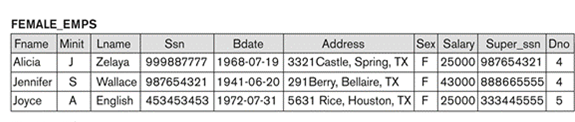 FEMALE_EMPS
Fname Minit Lname Ssn Bdate Address Sex Salary Super_ssn Dno
Alicia J Zelaya 999887777 1968-07-19 3321Castle, Spring, TX F 25000 987654321 4
Jennifer S Wallace 987654321 1941-06-20 291Berry, Bellaire, TX F 43000 888665555 4
Joyce A English 453453453 1972-07-31 5631 Rice, Houston, TX F 25000 333445555 5